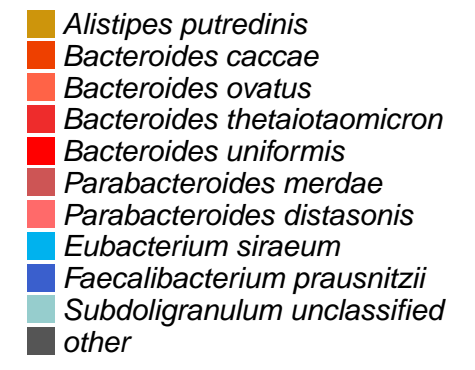 Alistipes putredinis
Bacteroides caccae
Bacteroides ovatus
Bacteroides thetaiotaomicron
Bacteroides uniformis
Parabacteroides merdae
Parabacteroides distasonis
Eubacterium siraeum
Faecalibacterium prausnitzii
Subdoligranulum unclassified
other